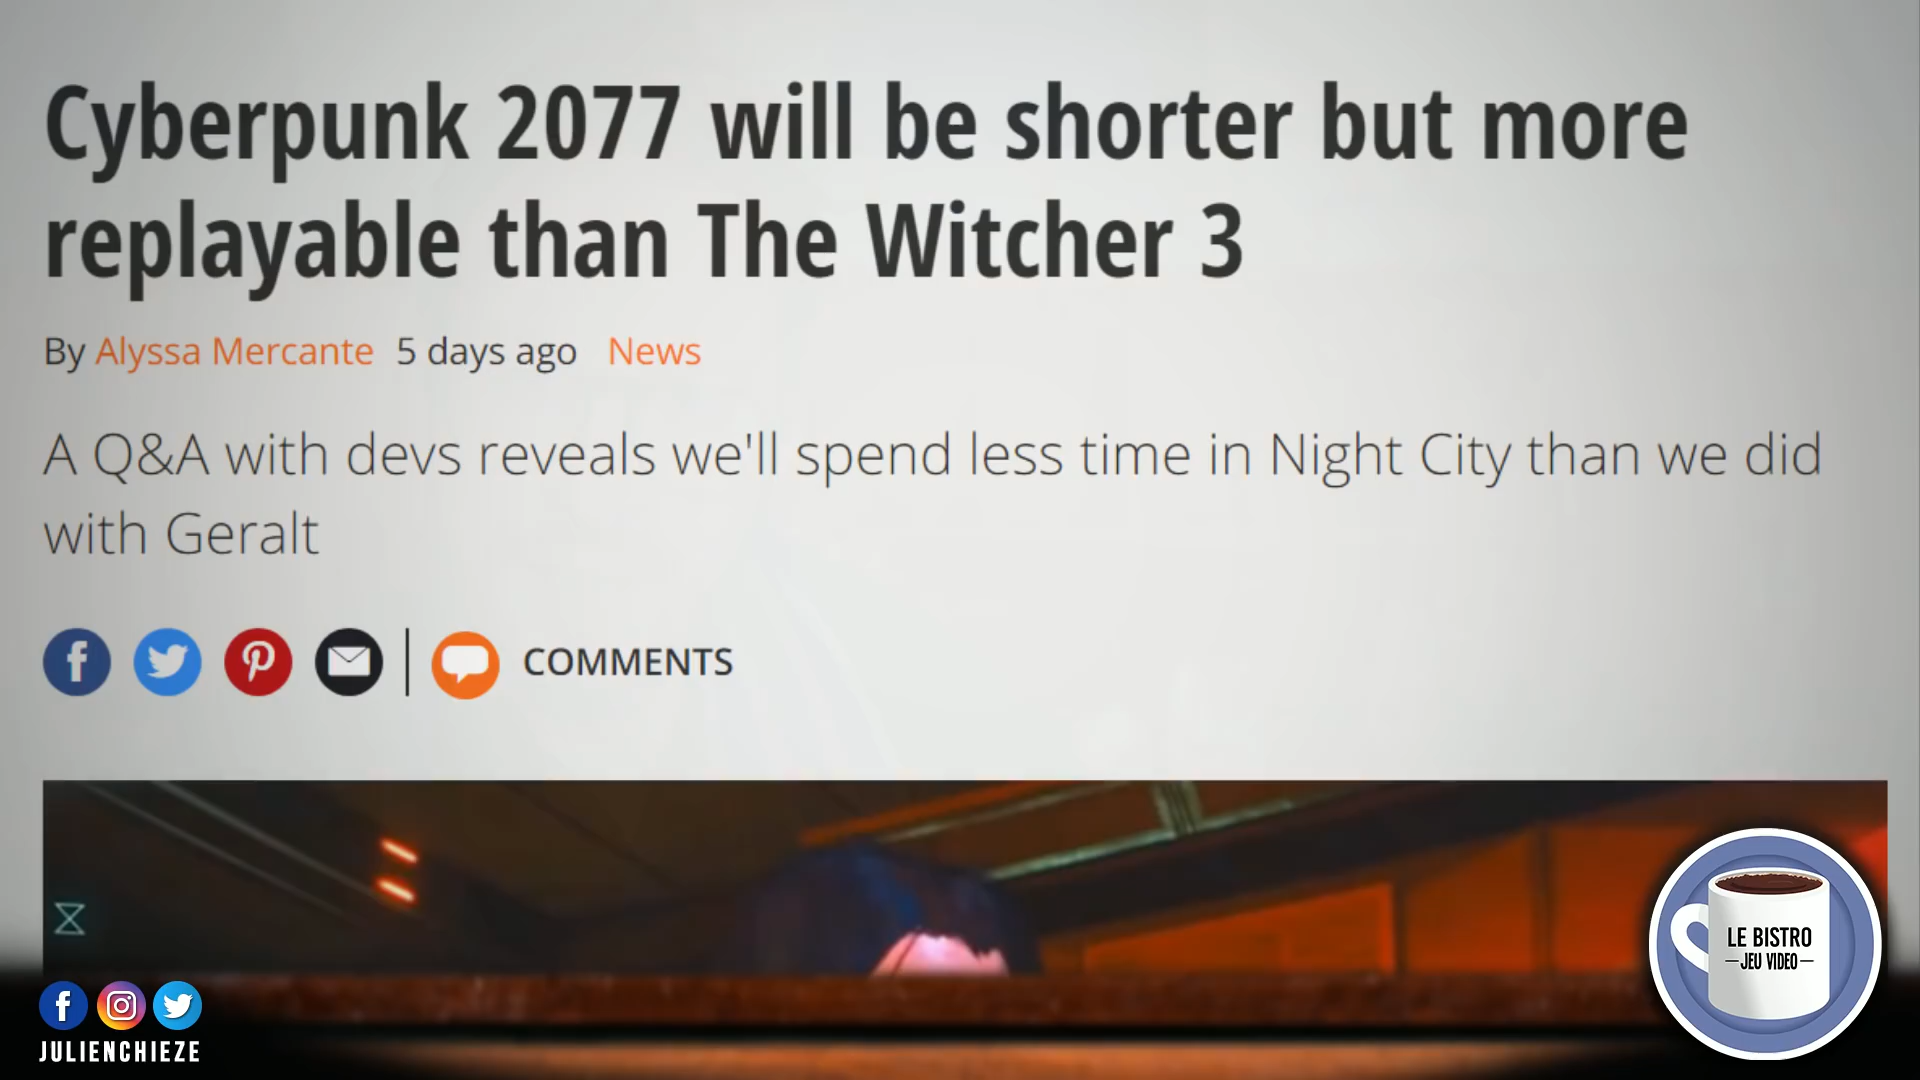 Cyberpunk 2077 will be shorter but more
replayable than The Witcher 3
By Alyssa Mercante 5 days ago News
A Q&A with devs reveals we'll spend less time in Night City than we did
with Geralt
COMMENTS
LE BISTRO
JEU VIDEO
JULIENCHIEZE